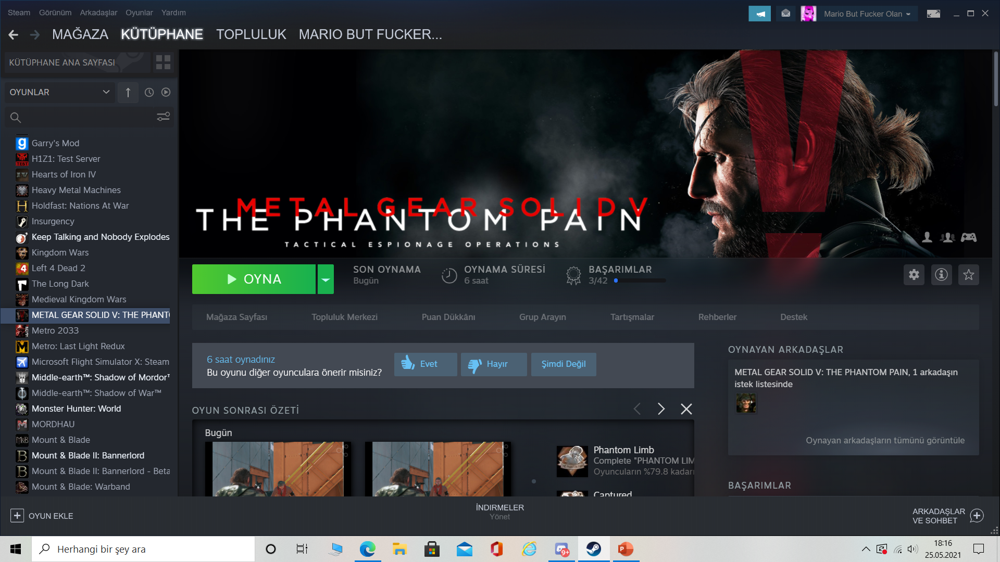 Steam Görünüm Arkadaşlar Oyunlar Yardım
Mario But Fucker Olan
MAĞAZA KÜTÜPHANE TOPLULUK MARIO BUT FUCKER...
KÜTÜPHANE ANA SAYFASI
OYUNLAR
Garry's Mod
H1Z1: Test Server
Hearts of Iron IV
Heavy Metal Machines
Holdfast: Nations At War
Insurgency
Keep Talking and Nobody Explodes
Kingdom Wars
Left 4 Dead 2
The Long Dark
Medieval Kingdom Wars
METAL GEAR SOLID V: THE PHANT
Metro 2033
Metro: Last Light Redux
Microsoft Flight Simulator X: Steam
Middle-earth™: Shadow of Mordor™
Middle-earth™: Shadow of War™
Monster Hunter: World
MORDHAU
Mount & Blade
Mount & Blade II: Bannerlord
Mount & Blade II: Bannerlord - Beta
Mount & Blade: Warband
METAL GEAR SOLID V
THE PHANTOM PAIN
TACTICAL ESPIONAGE OPERATIONS
OYNA
SON OYNAMA
Bugün
OYNAMA SÜRESİ
6 saat
BAŞARIMLAR
3/42
Mağaza Sayfası Topluluk Merkezi Puan Dükkânı Grup Arayın Tartışmalar Rehberler Destek
6 saat oynadınız
Bu oyunu diğer oyunculara önerir misiniz?
Evet Hayır Şimdi Değil
OYUN SONRASI ÖZETİ
Bugün
Phantom Limb
Complete "PHANTOM LIM
Oyuncuların %79.8 kadarı
Captured
OYNAYAN ARKADAŞLAR
METAL GEAR SOLID V: THE PHANTOM PAIN, 1 arkadaşın
istek listesinde
Oynayan arkadaşların tümünü görüntüle
BAŞARIMLAR
OYUN EKLE
İNDİRMELER
Yönet
ARKADAŞLAR
VE SOHBET
Herhangi bir şey ara
9+
18:16
25.05.2021